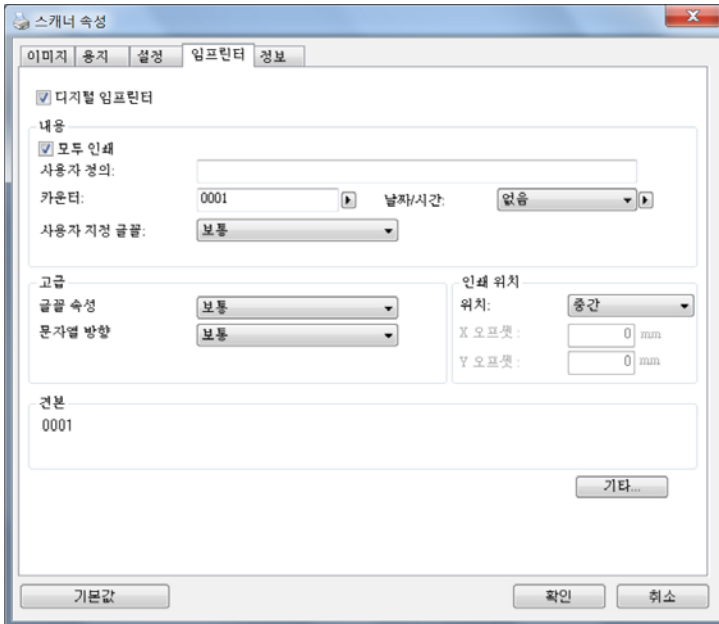 스캐너 속성
이미지 용지 설정 임프린터 정보
디지털 임프린터
내용
모두 인쇄
사용자 정의:
카운터: 0001 날짜/시간: 없음
사용자 지정 글꼴: 보통
고급
글꼴 속성 보통
문자열 방향 보통
인쇄 위치
위치: 중간
X 오프셋 : 0 mm
Y 오프셋 : 0 mm
견본
0001
기타...
기본값 확인 취소